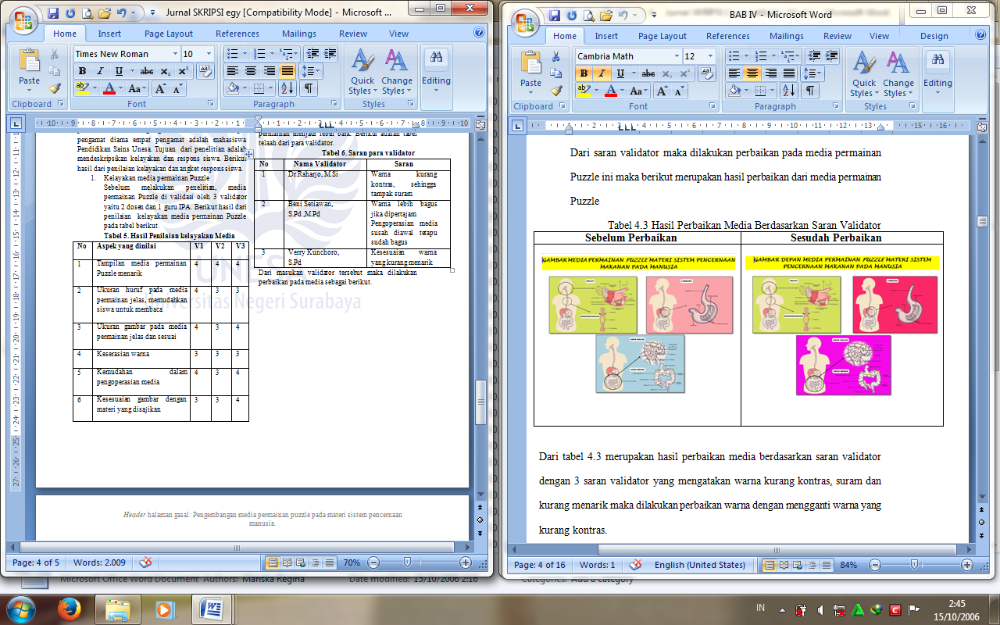 Jurnal SKRIPSI egy [Compatibility Mode] - Microsoft ...
Home Insert Page Layout References Mailings Review View
Paste
Times New Roman 10
Quick Styles Change Styles Editing
Clipboard Font Paragraph Styles
pengamat diama empat pengamat adalah mahasiswa
Pendidikan Sains Unesa. Tujuan dari penelitian adalah
mendeskripsikan kelayakan dan respons siswa. Berikut
hasil dari penilaian kelayakan dan angket respons siswa.
1. Kelayakan media permainan Puzzle
Sebelum melakukan penelitian, media
permainan Puzzle di validasi oleh 3 validator
yaitu 2 dosen dan 1 guru IPA. Berikut hasil dari
penilaian kelayakan media permainan Puzzle
pada tabel berikut.
Tabel 5. Hasil Penilaian kelayakan Media
No Aspek yang dinilai V1 V2 V3
1 Tampilan media permainan Puzzle menarik 4 4 4
2 Ukuran huruf pada media permainan jelas, memudahkan siswa untuk membaca 4 3 3
3 Ukuran gambar pada media permainan jelas dan sesuai 4 3 4
4 Keserasian warna 3 3 3
5 Kemudahan dalam pengoperasian media 4 3 4
6 Kesesuaian gambar dengan materi yang disajikan 3 3 4
permainan menjadi lebih baik. Berikut adalah tabel
telaah dari para validator.
Tabel 6. Saran para validator
No Nama Validator Saran
1 Dr Raharjo, M.Si Warna kurang kontras, sehingga tampak suram
2 Beni Setiawan, S.Pd.,M.Pd Warna lebih bagus jika dipertajam Pengoperasian media susah diawal tetapu sudah bagus
3 Verry Kunchoro, S.Pd Kesesuaian warna yang kurang menarik
Dari masukan validator tersebut maka dilakukan
perbaikan pada media sebagai berikut.
UNESA
Universitas Negeri Surabaya
Header halaman gasal: Pengembangan media permainan puzzle pada materi sistem pencernaan
manusia.
Page: 4 of 5 Words: 2.009 70%
BAB IV - Microsoft Word
Home Insert Page Layout References Mailings Review View Design
Paste
Cambria Math 12
Quick Styles Change Styles Editing
Clipboard Font Paragraph Styles
Dari saran validator maka dilakukan perbaikan pada media permainan
Puzzle ini maka berikut merupakan hasil perbaikan dari media permainan
Puzzle
Tabel 4.3 Hasil Perbaikan Media Berdasarkan Saran Validator
Sebelum Perbaikan Sesudah Perbaikan
GAMBAR MEDIA PERMAINAN PUZZLE MATERI SISTEM PENCERNAAN
MAKANAN PADA MANUSIA
GAMBAR DEPAN MEDIA PERMAINAN PUZZLE MATERI SISTEM
PENCERNAAN MAKANAN PADA MANUSIA
Dari tabel 4.3 merupakan hasil perbaikan media berdasarkan saran validator
dengan 3 saran validator yang mengatakan warna kurang kontras, suram dan
kurang menarik maka dilakukan perbaikan warna dengan mengganti warna yang
kurang kontras.
Page: 4 of 16 Words: 1 English (United States) 84%
Microsoft Office Word Document Authors: Mariska Regina Date modified: 15/10/2006 2:16 Categories: Add a category
IN 2:45
15/10/2006